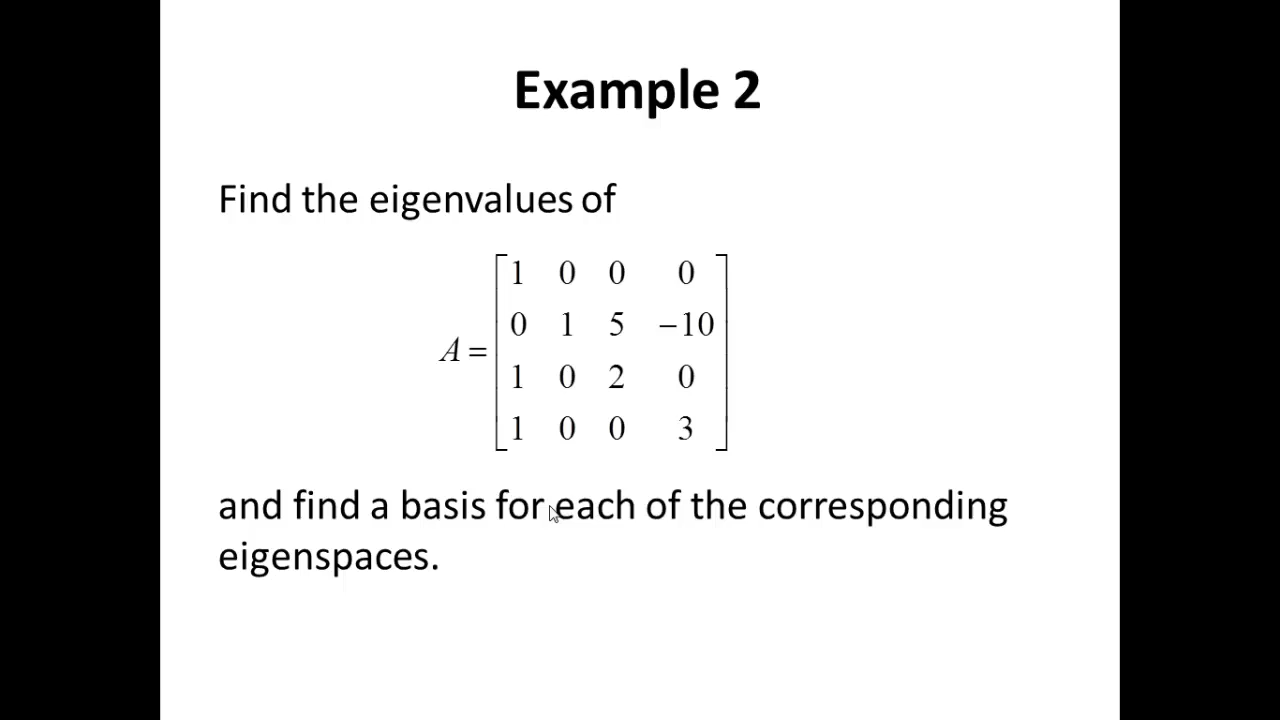 Example 2
Find the eigenvalues of
A = [ 1 0 0 0
0 1 5 −10
1 0 2 0
1 0 0 3 ]
and find a basis for each of the corresponding
eigenspaces.